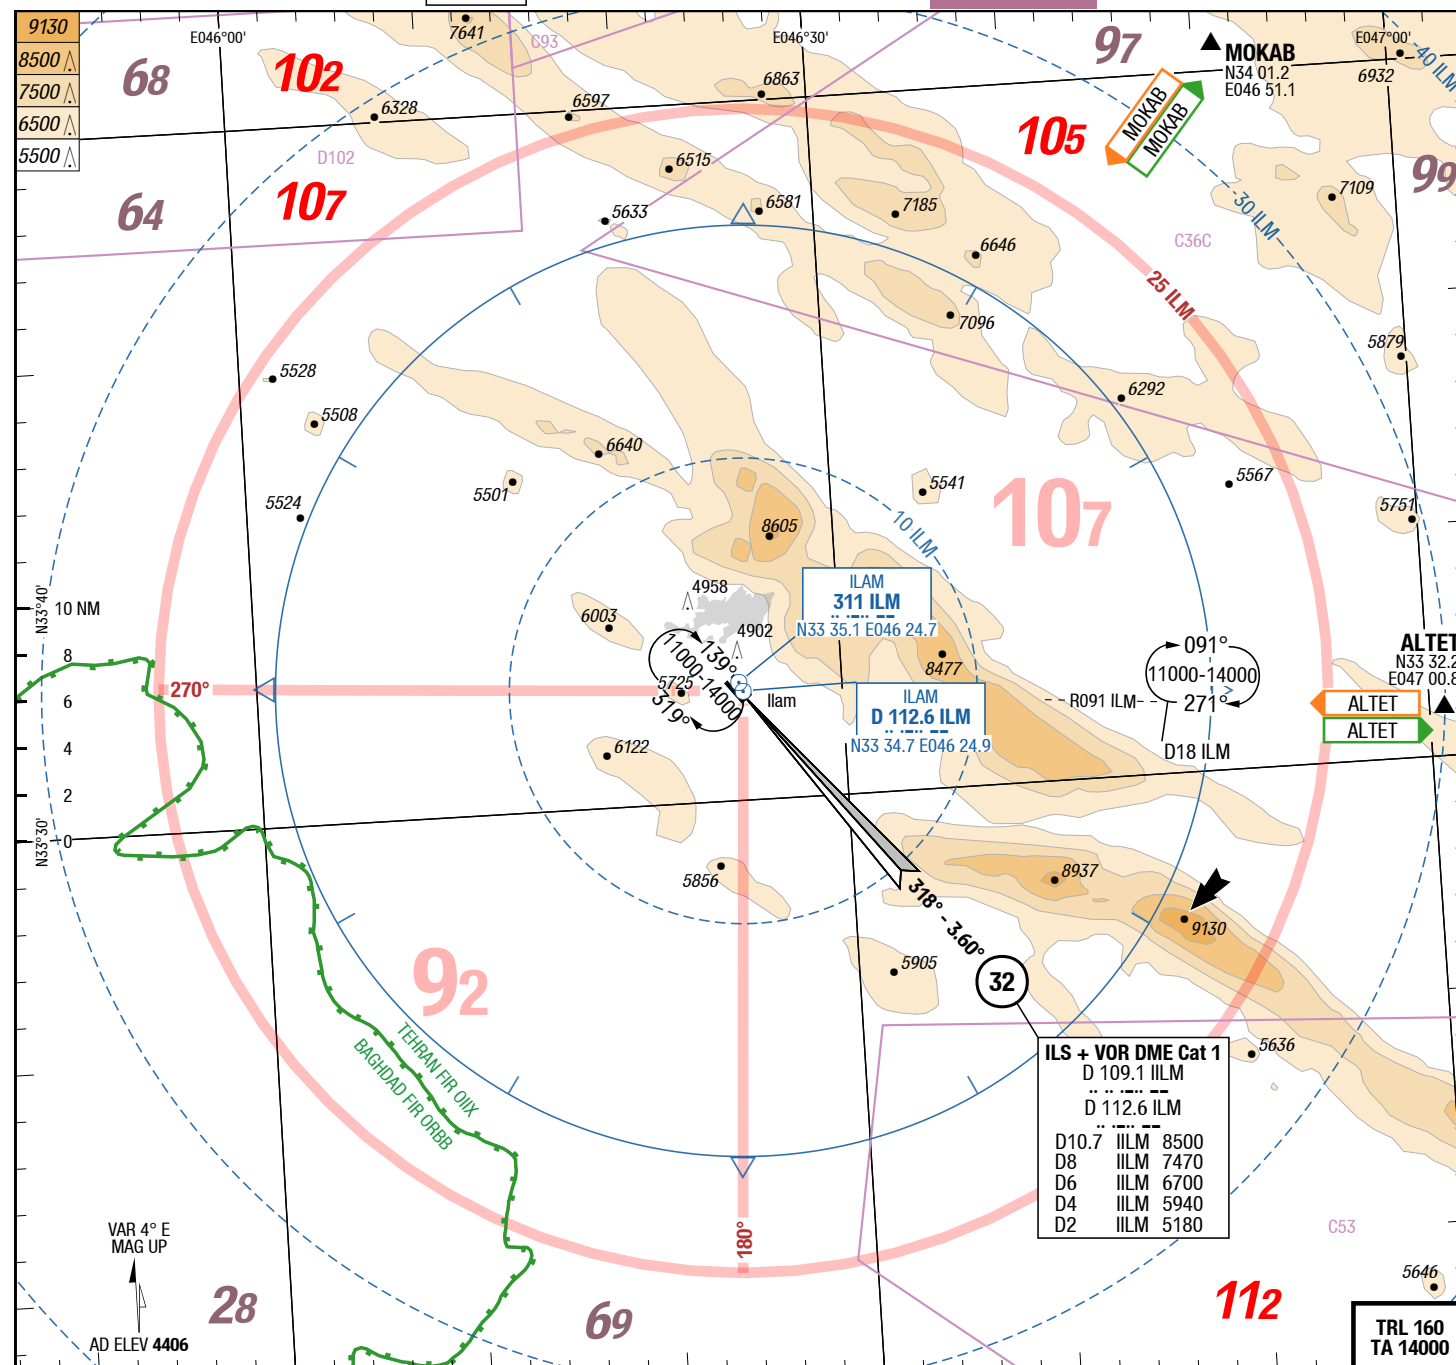 9130
8500
7500
6500
5500
E046°00'
7641
C93
E046°30'
97
MOKAB
N34 01.2
E046 51.1
E047°00'
6932
40 ILM
68
102
6328
6597
6863
D102
105
MOKAB
MOKAB
99
64
107
6515
5633
6581
7185
6646
7109
30 ILM
C36C
25 ILM
7096
5879
5528
5508
6292
6640
5501
5524
8605
5541
5567
5751
107
10 ILM
N33°40'
10 NM
8
6
4
2
0
N33°30'
4958
6003
4902
ILAM
311 ILM
N33 35.1 E046 24.7
8477
139°
11000-14000
319°
5725
Ilam
270°
ILAM
D 112.6 ILM
N33 34.7 E046 24.9
R091 ILM
091°
11000-14000
271°
D18 ILM
ALTET
N33 32.2
E047 00.8
ALTET
ALTET
6122
5856
8937
9130
318° - 3.60°
5905
32
92
TEHRAN FIR OIIX
BAGHDAD FIR ORBB
5636
ILS + VOR DME Cat 1
D 109.1 IILM
D 112.6 ILM
D10.7 IILM 8500
D8 IILM 7470
D6 IILM 6700
D4 IILM 5940
D2 IILM 5180
180°
C53
VAR 4° E
MAG UP
AD ELEV 4406
28
69
112
5646
TRL 160
TA 14000